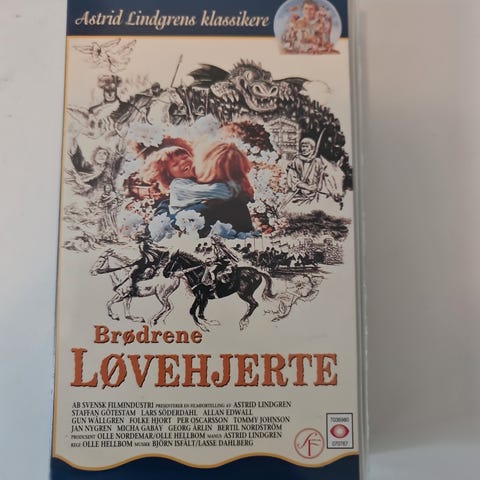 Astrid Lindgrens klassikere
Brødrene
LØVEHJERTE
AB SVENSK FILMINDUSTRI PRESENTERER EN FILMFORTELLING AV ASTRID LINDGREN
STAFFAN GÖTESTAM LARS SÖDERDAHL ALLAN EDWALL
GUN WÅLLGREN FOLKE HJORT PER OSCARSSON TOMMY JOHNSON
JAN NYGREN MICHA GABAY GEORG ÅRLIN BERTIL NORDSTRÖM
PRODUSENT OLLE NORDEMAR/OLLE HELLBOM MANUS ASTRID LINDGREN
REGI OLLE HELLBOM MUSIKK BJÖRN ISFÄLT/LASSE DAHLBERG
SF